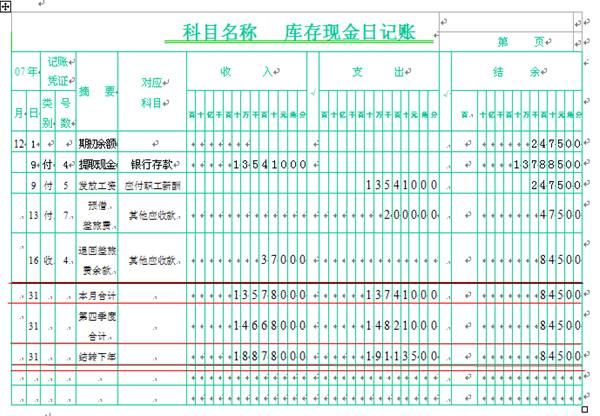 科目名称 库存现金日记账
第 页
07年 记账凭证 摘 要 对应科目 收 入 √ 支 出 √ 结 余
月 日 类别 号数 百十亿千百十万千百十元角分 百十亿千百十万千百十元角分 百十亿千百十万千百十元角分
12 1 期初余额 247500
9 付 4 提取现金 银行存款 13541000 13788500
9 付 5 发放工资 应付职工薪酬 13541000 247500
13 付 7 预借差旅费 其他应收款 200000 47500
16 收 4 退回差旅费余款 其他应收款 37000 84500
31 本月合计 13578000 13741000 84500
31 第四季度合计 14668000 14821000 84500
31 结转下年 18878000 19113500 84500